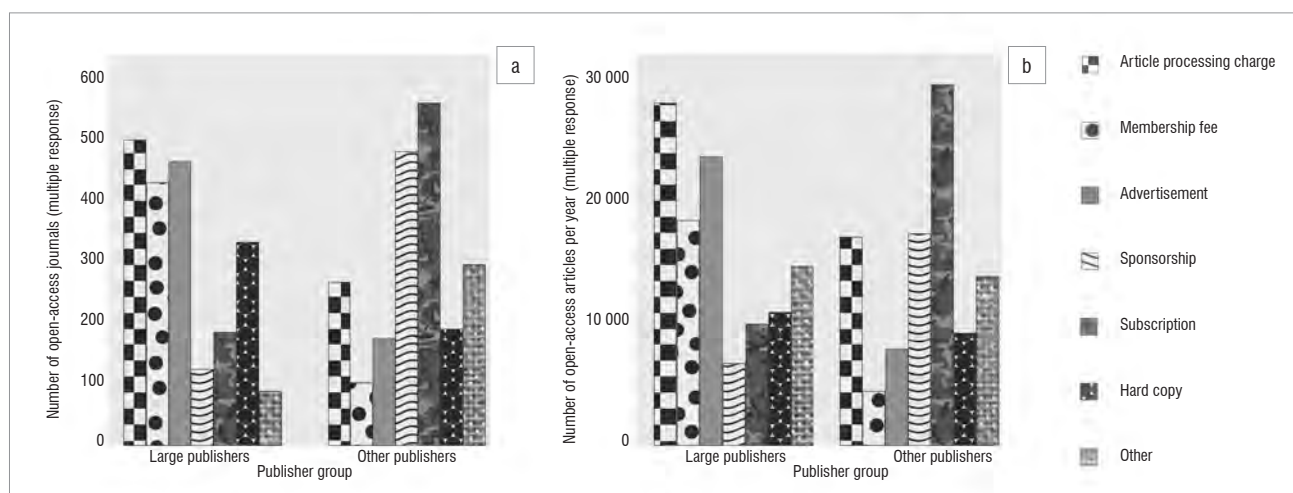 Number of open-access journals (multiple response)
600
500
400
300
200
100
0
a
Large publishers
Other publishers
Publisher group
Number of open-access articles per year (multiple response)
30 000
20 000
10 000
0
b
Large publishers
Other publishers
Publisher group
Article processing charge
Membership fee
Advertisement
Sponsorship
Subscription
Hard copy
Other